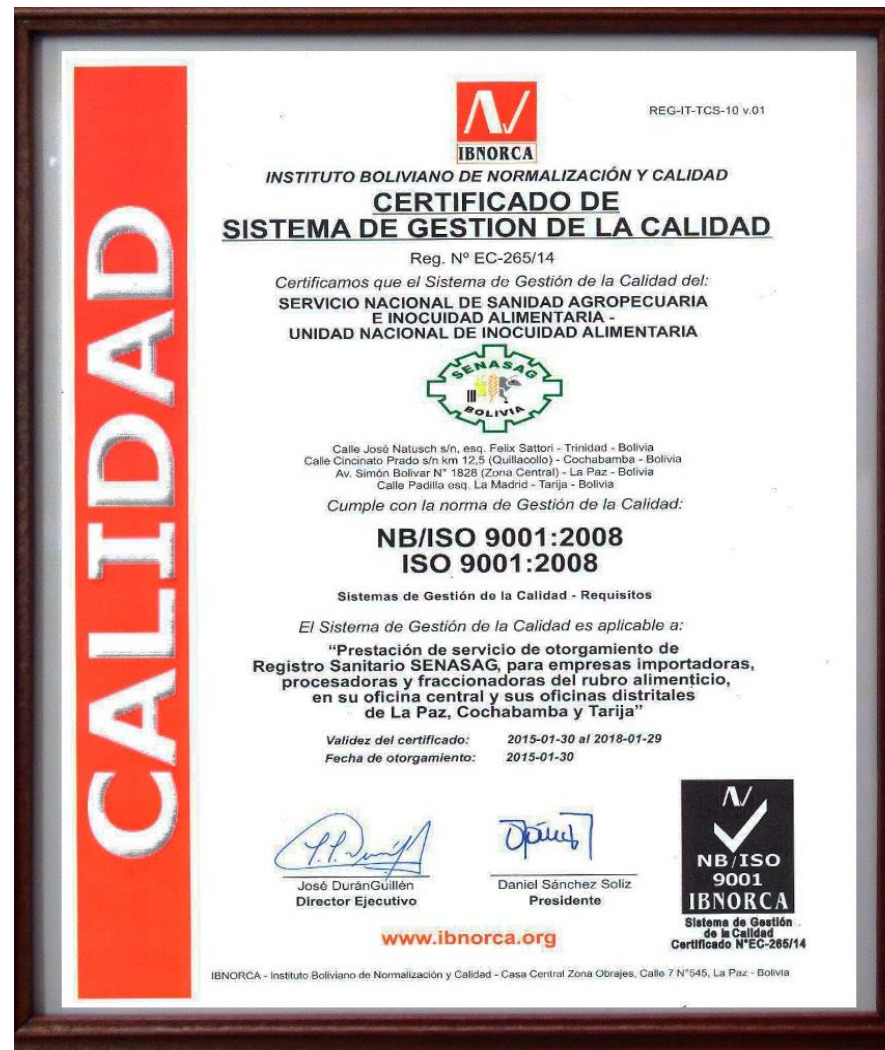 CALIDAD
IBNORCA
REG-IT-TCS-10 v.01
INSTITUTO BOLIVIANO DE NORMALIZACIÓN Y CALIDAD
CERTIFICADO DE
SISTEMA DE GESTION DE LA CALIDAD
Reg. Nº EC-265/14
Certificamos que el Sistema de Gestión de la Calidad del:
SERVICIO NACIONAL DE SANIDAD AGROPECUARIA
E INOCUIDAD ALIMENTARIA -
UNIDAD NACIONAL DE INOCUIDAD ALIMENTARIA
SENASAG
BOLIVIA
Calle José Natusch s/n, esq. Felix Sattori - Trinidad - Bolivia
Calle Cincinato Prado s/n km 12,5 (Quillacollo) - Cochabamba - Bolivia
Av. Simón Bolivar N° 1828 (Zona Central) - La Paz - Bolivia
Calle Padilla esq. La Madrid - Tarija - Bolivia
Cumple con la norma de Gestión de la Calidad:
NB/ISO 9001:2008
ISO 9001:2008
Sistemas de Gestión de la Calidad - Requisitos
El Sistema de Gestión de la Calidad es aplicable a:
“Prestación de servicio de otorgamiento de
Registro Sanitario SENASAG, para empresas importadoras,
procesadoras y fraccionadoras del rubro alimenticio,
en su oficina central y sus oficinas distritales
de La Paz, Cochabamba y Tarija”
Validez del certificado: 2015-01-30 al 2018-01-29
Fecha de otorgamiento: 2015-01-30
José DuránGuillén
Director Ejecutivo
Daniel Sánchez Soliz
Presidente
NB/ISO
9001
IBNORCA
Sistema de Gestión
de la Calidad
Certificado N°EC-265/14
www.ibnorca.org
IBNORCA - Instituto Boliviano de Normalización y Calidad - Casa Central Zona Obrajes, Calle 7 N°545, La Paz - Bolivia